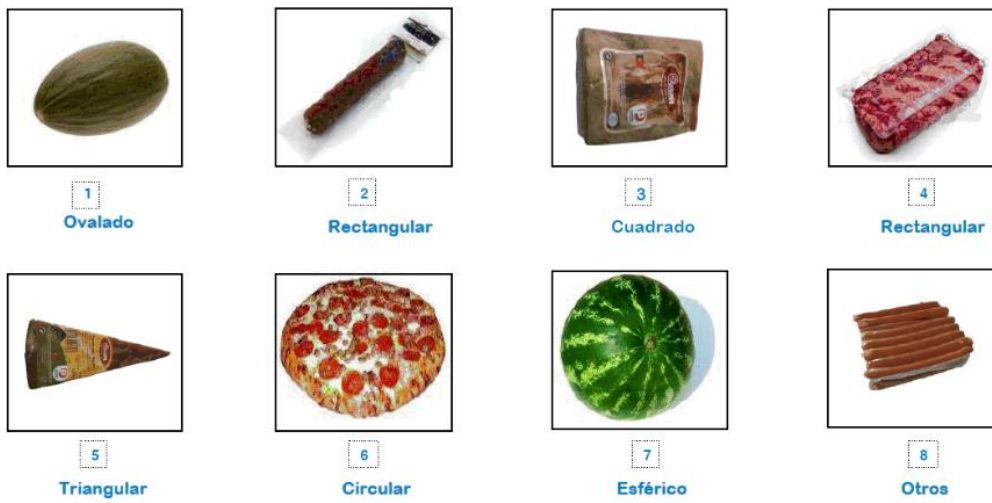 1 2 3 4
Ovalado Rectangular Cuadrado Rectangular
5 6 7 8
Triangular Circular Esférico Otros